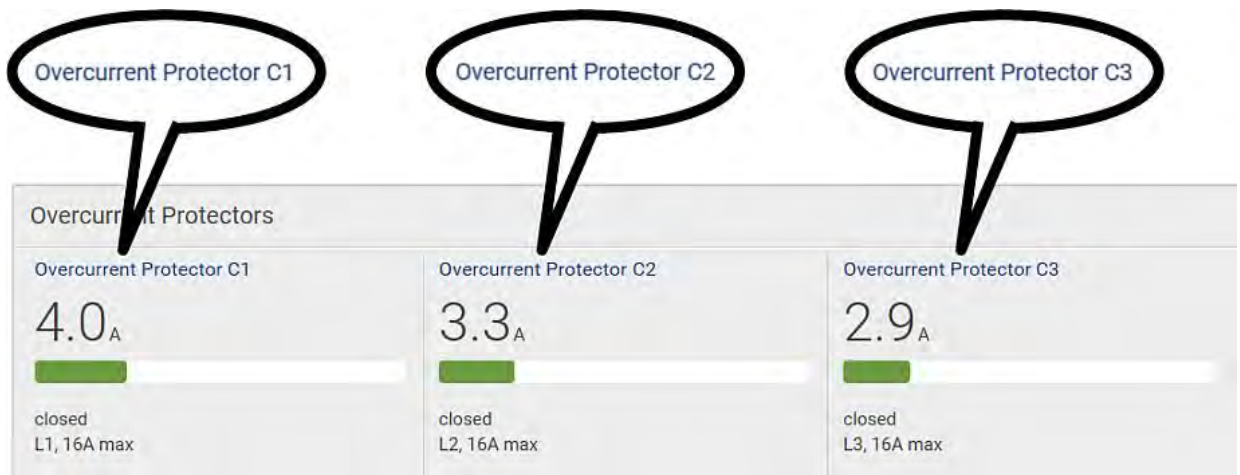 Overcurrent Protector C1
Overcurrent Protector C2
Overcurrent Protector C3
Overcurrent Protectors
Overcurrent Protector C1
4.0A
closed
L1, 16A max
Overcurrent Protector C2
3.3A
closed
L2, 16A max
Overcurrent Protector C3
2.9A
closed
L3, 16A max